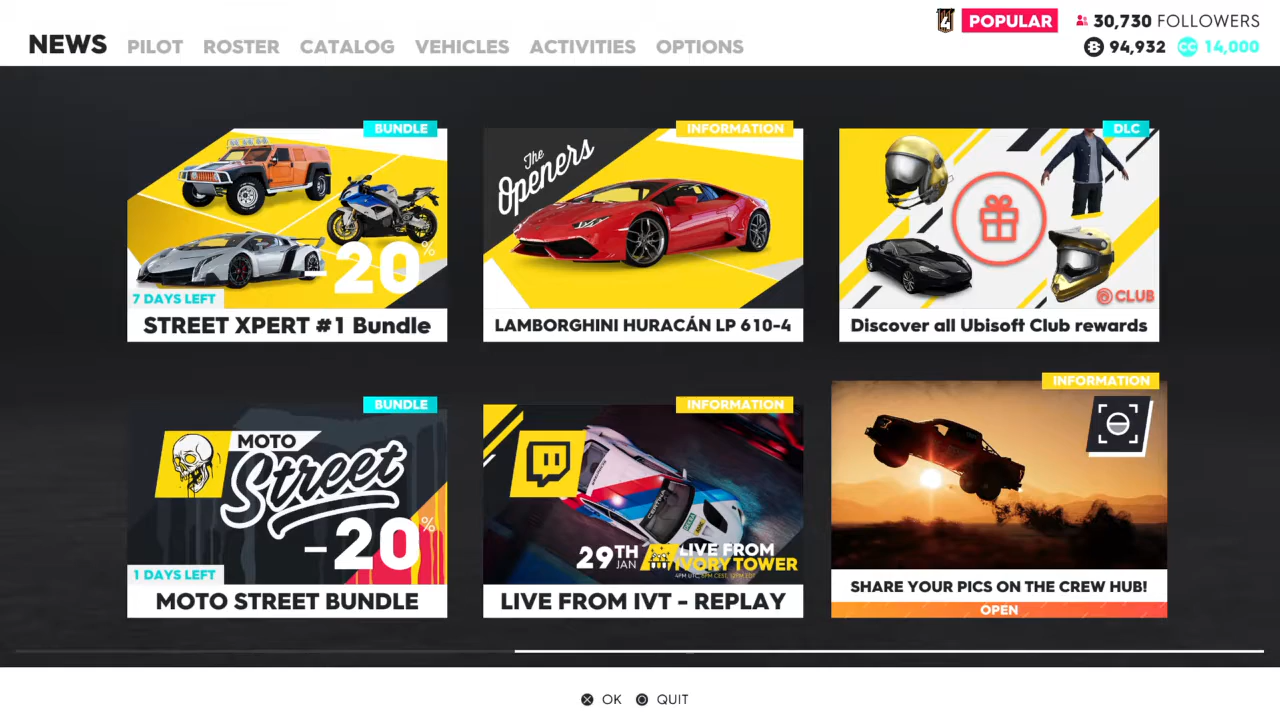 4 POPULAR 30,730 FOLLOWERS
NEWS PILOT ROSTER CATALOG VEHICLES ACTIVITIES OPTIONS B 94,932 CC 14,000
BUNDLE
-20%
7 DAYS LEFT
STREET XPERT #1 Bundle
INFORMATION
The Openers
LAMBORGHINI HURACÁN LP 610-4
DLC
CLUB
Discover all Ubisoft Club rewards
BUNDLE
MOTO
Street
-20%
1 DAYS LEFT
MOTO STREET BUNDLE
INFORMATION
29TH JAN LIVE FROM IVORY TOWER
LIVE FROM IVT - REPLAY
INFORMATION
SHARE YOUR PICS ON THE CREW HUB!
OPEN
OK QUIT